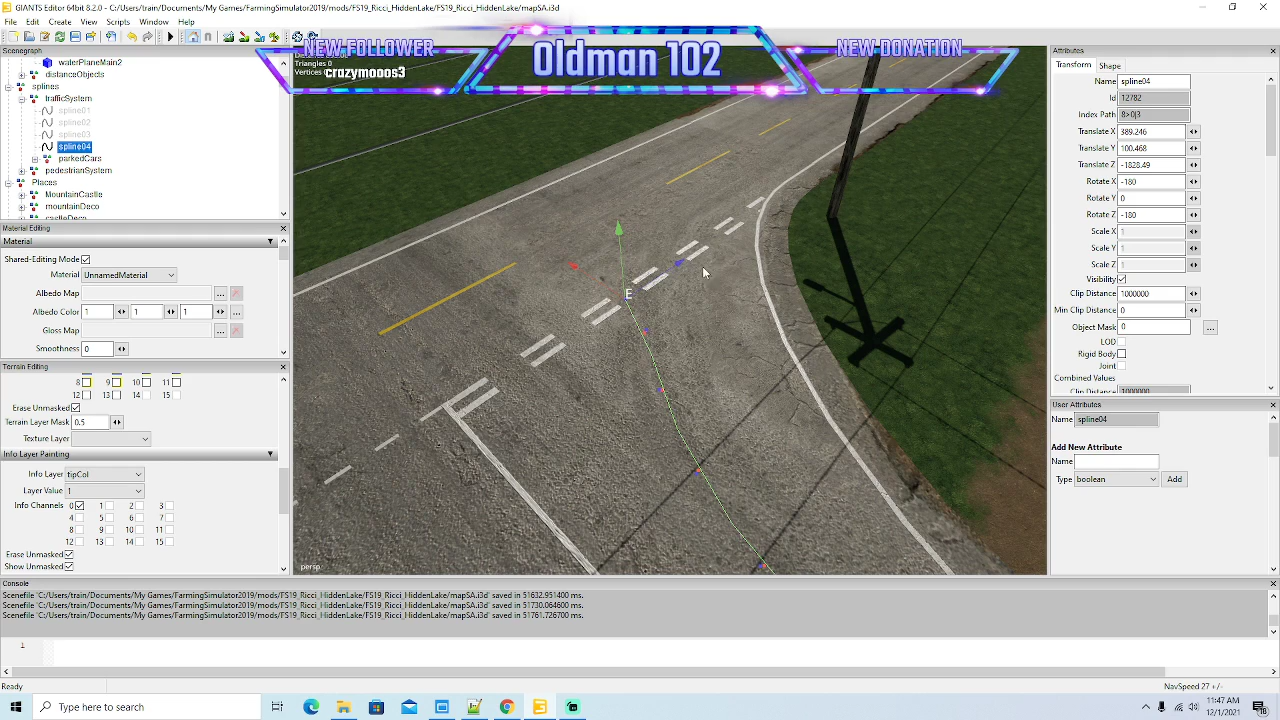 GIANTS Editor 64bit 8.2.0 - [C:/Users/train/Documents/My Games/FarmingSimulator2019/mods/FS19_Ricci_HiddenLake/FS19_Ricci_HiddenLake/mapSA.i3d]
File Edit Create View Scripts Window Help
NEW FOLLOWER
Oldman 102
NEW DONATION
Triangles 0
crazymooos3
Scenegraph
spline
trafficSystem
spline01
spline02
spline03
spline04
pedestrianSystem
Places
MountainCastle
mountainDeco
Material Editing
Material
Shared-Editing Mode
Material UnnamedMaterial
Albedo Map ...
Albedo Color 1 1 1 ...
Gloss Map ...
Smoothness 0
Terrain Editing
8 9 10 11
12 13 14 15
Erase Unmasked
Terrain Layer Mask 0.5
Texture Layer
Info Layer Painting
Info Layer tipCol
Layer Value 1
Info Channels 0 1 2 3
4 5 6 7
8 9 10 11
12 13 14 15
Erase Unmasked
Show Unmasked
E
persp
Attributes
Transform Shape
Name spline04
Id 12782
Index Path 8>0|3
Translate X 389.246
Translate Y 100.468
Translate Z -1828.49
Rotate X -180
Rotate Y 0
Rotate Z -180
Scale X 1
Scale Y 1
Scale Z 1
Visibility
Clip Distance 1000000
Min Clip Distance 0
Object Mask 0 ...
LOD
Rigid Body
Joint
Combined Values
Clip Distance 1000000
User Attributes
Name spline04
Add New Attribute
Name
Type boolean Add
Console
Scenefile 'C:/Users/train/Documents/My Games/FarmingSimulator2019/mods/FS19_Ricci_HiddenLake/FS19_Ricci_HiddenLake/mapSA.i3d' saved in 51632.951400 ms.
Scenefile 'C:/Users/train/Documents/My Games/FarmingSimulator2019/mods/FS19_Ricci_HiddenLake/FS19_Ricci_HiddenLake/mapSA.i3d' saved in 51730.064600 ms.
Scenefile 'C:/Users/train/Documents/My Games/FarmingSimulator2019/mods/FS19_Ricci_HiddenLake/FS19_Ricci_HiddenLake/mapSA.i3d' saved in 51761.726700 ms.
1
Ready
NavSpeed 27 +/-
Type here to search
11:47 AM
12/1/2021